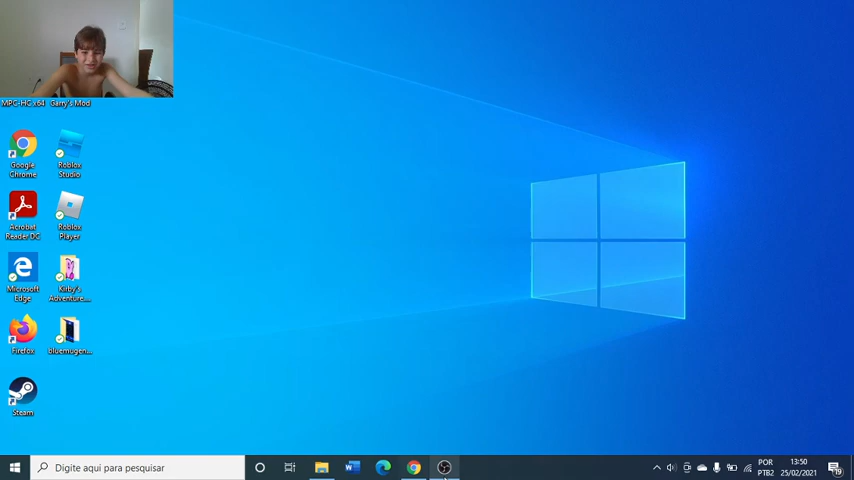 MPC-HC x64 Garry's Mod
Google Chrome
Roblox Studio
Acrobat Reader DC
Roblox Player
Microsoft Edge
Kirby's Adventure....
Firefox
bluemugen...
Steam
Digite aqui para pesquisar
POR
PTB2
13:50
25/02/2021
19